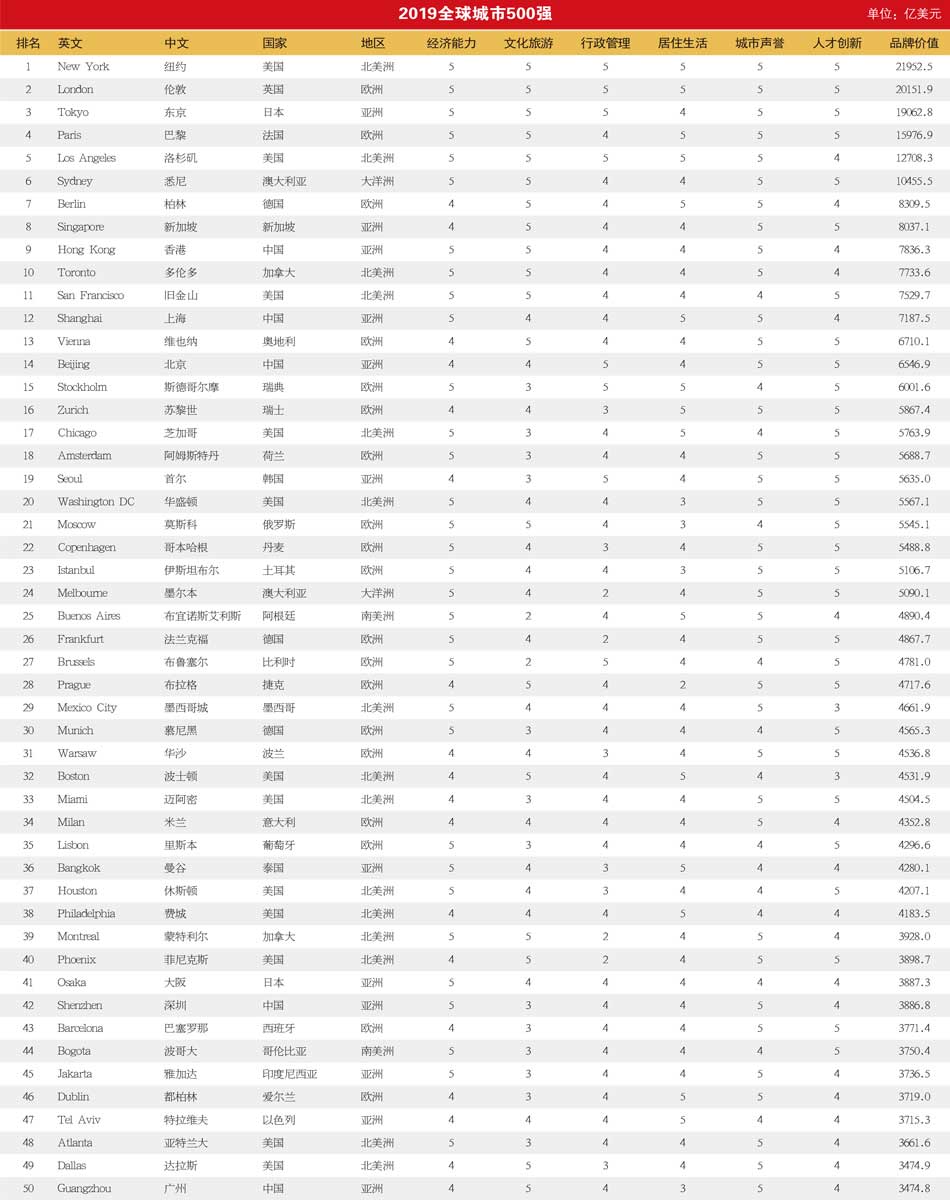 2019全球城市500强 单位：亿美元
排名 英文 中文 国家 地区 经济能力 文化旅游 行政管理 居住生活 城市声誉 人才创新 品牌价值
1 New York 纽约 美国 北美洲 5 5 5 5 5 5 21952.5
2 London 伦敦 英国 欧洲 5 5 5 5 5 5 20151.9
3 Tokyo 东京 日本 亚洲 5 5 5 4 5 5 19062.8
4 Paris 巴黎 法国 欧洲 5 5 4 5 5 5 15976.9
5 Los Angeles 洛杉矶 美国 北美洲 5 5 5 5 5 4 12708.3
6 Sydney 悉尼 澳大利亚 大洋洲 5 5 4 4 5 5 10455.5
7 Berlin 柏林 德国 欧洲 4 5 4 5 5 4 8309.5
8 Singapore 新加坡 新加坡 亚洲 4 5 4 4 5 5 8037.1
9 Hong Kong 香港 中国 亚洲 5 5 4 4 5 4 7836.3
10 Toronto 多伦多 加拿大 北美洲 5 5 4 4 5 4 7733.6
11 San Francisco 旧金山 美国 北美洲 5 5 4 4 4 5 7529.7
12 Shanghai 上海 中国 亚洲 5 4 4 5 5 4 7187.5
13 Vienna 维也纳 奥地利 欧洲 4 5 4 4 5 5 6710.1
14 Beijing 北京 中国 亚洲 4 4 5 4 5 5 6546.9
15 Stockholm 斯德哥尔摩 瑞典 欧洲 5 3 5 5 4 5 6001.6
16 Zurich 苏黎世 瑞士 欧洲 4 4 3 5 5 5 5867.4
17 Chicago 芝加哥 美国 北美洲 5 3 4 5 4 5 5763.9
18 Amsterdam 阿姆斯特丹 荷兰 欧洲 5 3 4 4 5 5 5688.7
19 Seoul 首尔 韩国 亚洲 4 3 5 4 5 5 5635.0
20 Washington DC 华盛顿 美国 北美洲 5 4 4 3 5 5 5567.1
21 Moscow 莫斯科 俄罗斯 欧洲 5 5 4 3 4 5 5545.1
22 Copenhagen 哥本哈根 丹麦 欧洲 5 4 3 4 5 5 5488.8
23 Istanbul 伊斯坦布尔 土耳其 欧洲 5 4 4 3 5 5 5106.7
24 Melbourne 墨尔本 澳大利亚 大洋洲 5 4 2 4 5 5 5090.1
25 Buenos Aires 布宜诺斯艾利斯 阿根廷 南美洲 5 2 4 5 5 4 4890.4
26 Frankfurt 法兰克福 德国 欧洲 5 4 2 4 5 5 4867.7
27 Brussels 布鲁塞尔 比利时 欧洲 5 2 5 4 4 5 4781.0
28 Prague 布拉格 捷克 欧洲 4 5 4 2 5 5 4717.6
29 Mexico City 墨西哥城 墨西哥 北美洲 5 4 4 4 5 3 4661.9
30 Munich 慕尼黑 德国 欧洲 5 3 4 4 4 5 4565.3
31 Warsaw 华沙 波兰 欧洲 4 4 3 4 5 5 4536.8
32 Boston 波士顿 美国 北美洲 4 5 4 5 4 3 4531.9
33 Miami 迈阿密 美国 北美洲 4 3 4 4 5 5 4504.5
34 Milan 米兰 意大利 欧洲 4 4 4 4 5 4 4352.8
35 Lisbon 里斯本 葡萄牙 欧洲 5 3 4 4 4 5 4296.6
36 Bangkok 曼谷 泰国 亚洲 5 4 3 5 4 4 4280.1
37 Houston 休斯顿 美国 北美洲 5 4 3 4 4 5 4207.1
38 Philadelphia 费城 美国 北美洲 4 4 4 5 4 4 4183.5
39 Montreal 蒙特利尔 加拿大 北美洲 5 5 2 4 5 4 3928.0
40 Phoenix 菲尼克斯 美国 北美洲 4 5 2 4 5 4 3898.7
41 Osaka 大阪 日本 亚洲 5 4 4 4 4 4 3887.3
42 Shenzhen 深圳 中国 亚洲 5 3 4 4 5 4 3886.8
43 Barcelona 巴塞罗那 西班牙 欧洲 4 3 4 4 5 5 3771.4
44 Bogota 波哥大 哥伦比亚 南美洲 5 3 4 4 4 5 3750.4
45 Jakarta 雅加达 印度尼西亚 亚洲 5 3 4 4 5 4 3736.5
46 Dublin 都柏林 爱尔兰 欧洲 4 3 4 5 5 4 3719.0
47 Tel Aviv 特拉维夫 以色列 亚洲 4 4 4 5 4 4 3715.3
48 Atlanta 亚特兰大 美国 北美洲 5 3 4 4 5 4 3661.6
49 Dallas 达拉斯 美国 北美洲 4 5 3 4 5 4 3474.9
50 Guangzhou 广州 中国 亚洲 4 5 4 3 5 4 3474.8